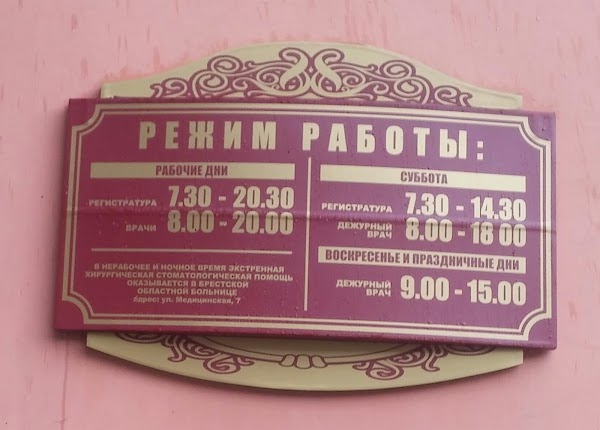 РЕЖИМ РАБОТЫ:
РАБОЧИЕ ДНИ
РЕГИСТРАТУРА 7.30 - 20.30
ВРАЧИ 8.00 - 20.00
В НЕРАБОЧЕЕ И НОЧНОЕ ВРЕМЯ ЭКСТРЕННАЯ
ХИРУРГИЧЕСКАЯ СТОМАТОЛОГИЧЕСКАЯ ПОМОЩЬ
ОКАЗЫВАЕТСЯ В БРЕСТСКОЙ
ОБЛАСТНОЙ БОЛЬНИЦЕ
Адрес: ул. Медицинская, 7
СУББОТА
РЕГИСТРАТУРА 7.30 - 14.30
ДЕЖУРНЫЙ
ВРАЧ 8.00 - 18 00
ВОСКРЕСЕНЬЕ И ПРАЗДНИЧНЫЕ ДНИ
ДЕЖУРНЫЙ
ВРАЧ 9.00 - 15.00